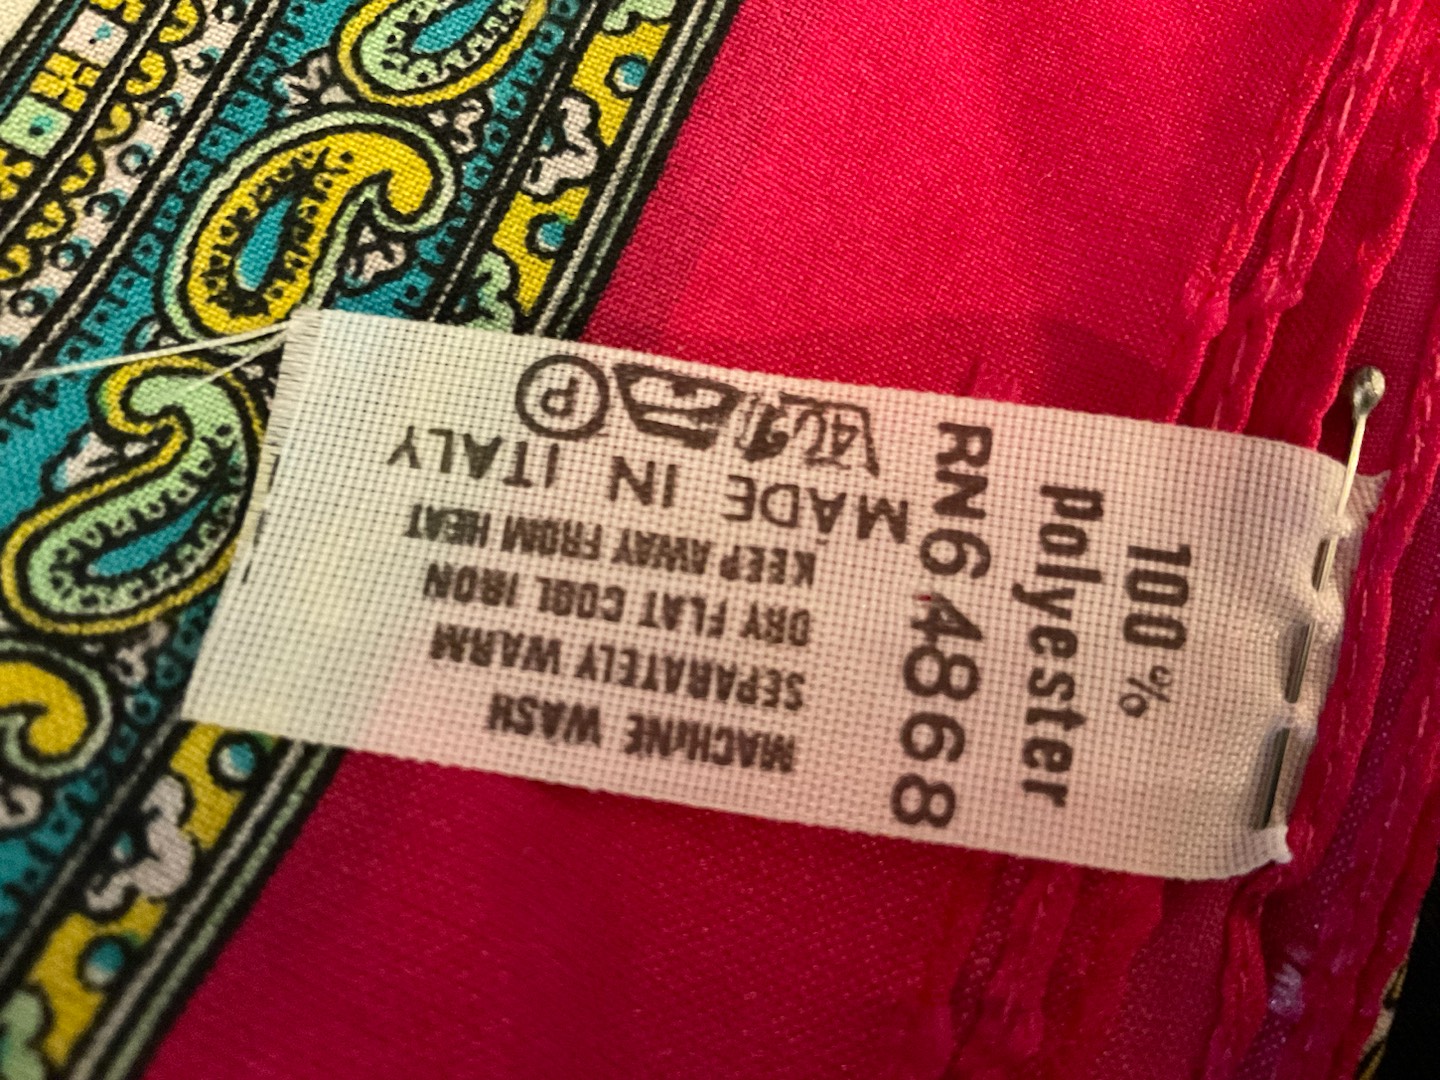 100%
polyester
RN64868
MACHINE WASH
SEPARATELY WARM
DRY FLAT COOL IRON
KEEP AWAY FROM HEAT
MADE IN ITALY
P